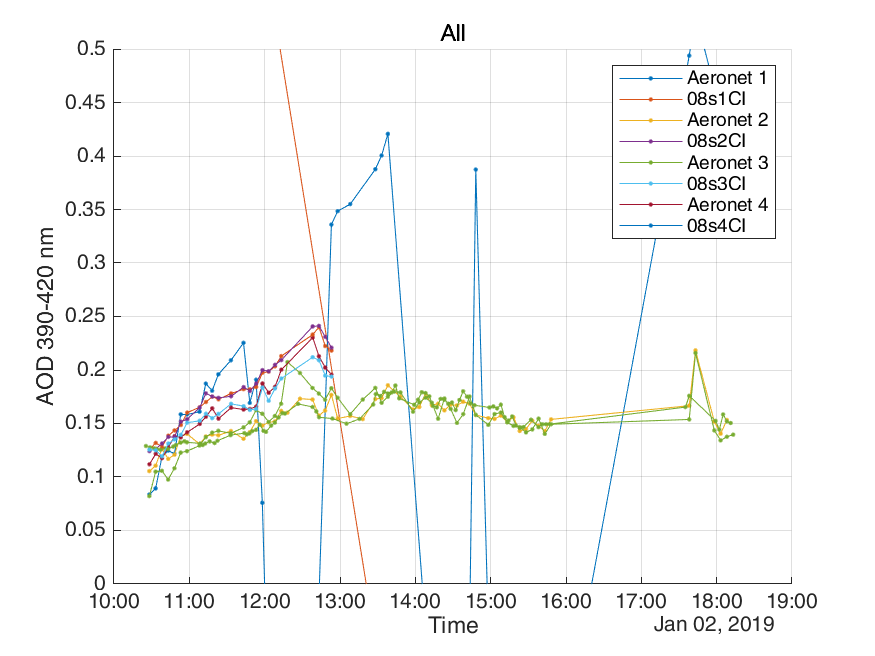 All
0.5
0.45
0.4
0.35
0.3
0.25
0.2
0.15
0.1
0.05
0
AOD 390-420 nm
Aeronet 1
08s1CI
Aeronet 2
08s2CI
Aeronet 3
08s3CI
Aeronet 4
08s4CI
10:00 11:00 12:00 13:00 14:00 15:00 16:00 17:00 18:00 19:00
Time
Jan 02, 2019